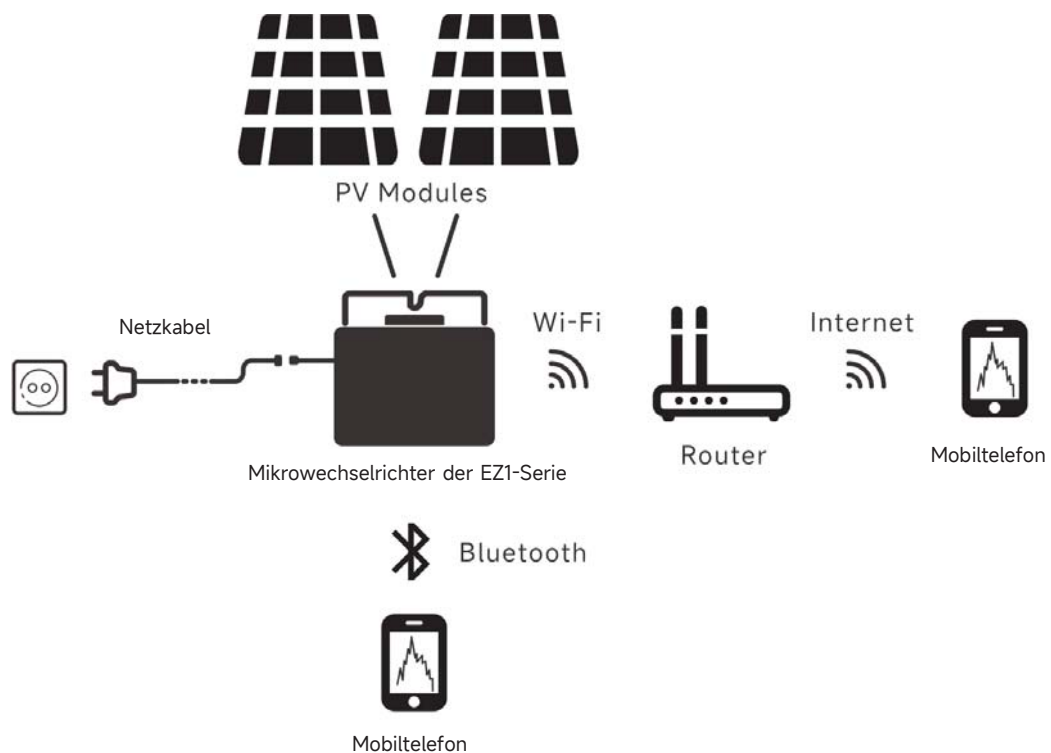 PV Modules
Netzkabel
Wi-Fi
Internet
Mikrowechselrichter der EZ1-Serie
Router
Mobiltelefon
Bluetooth
Mobiltelefon